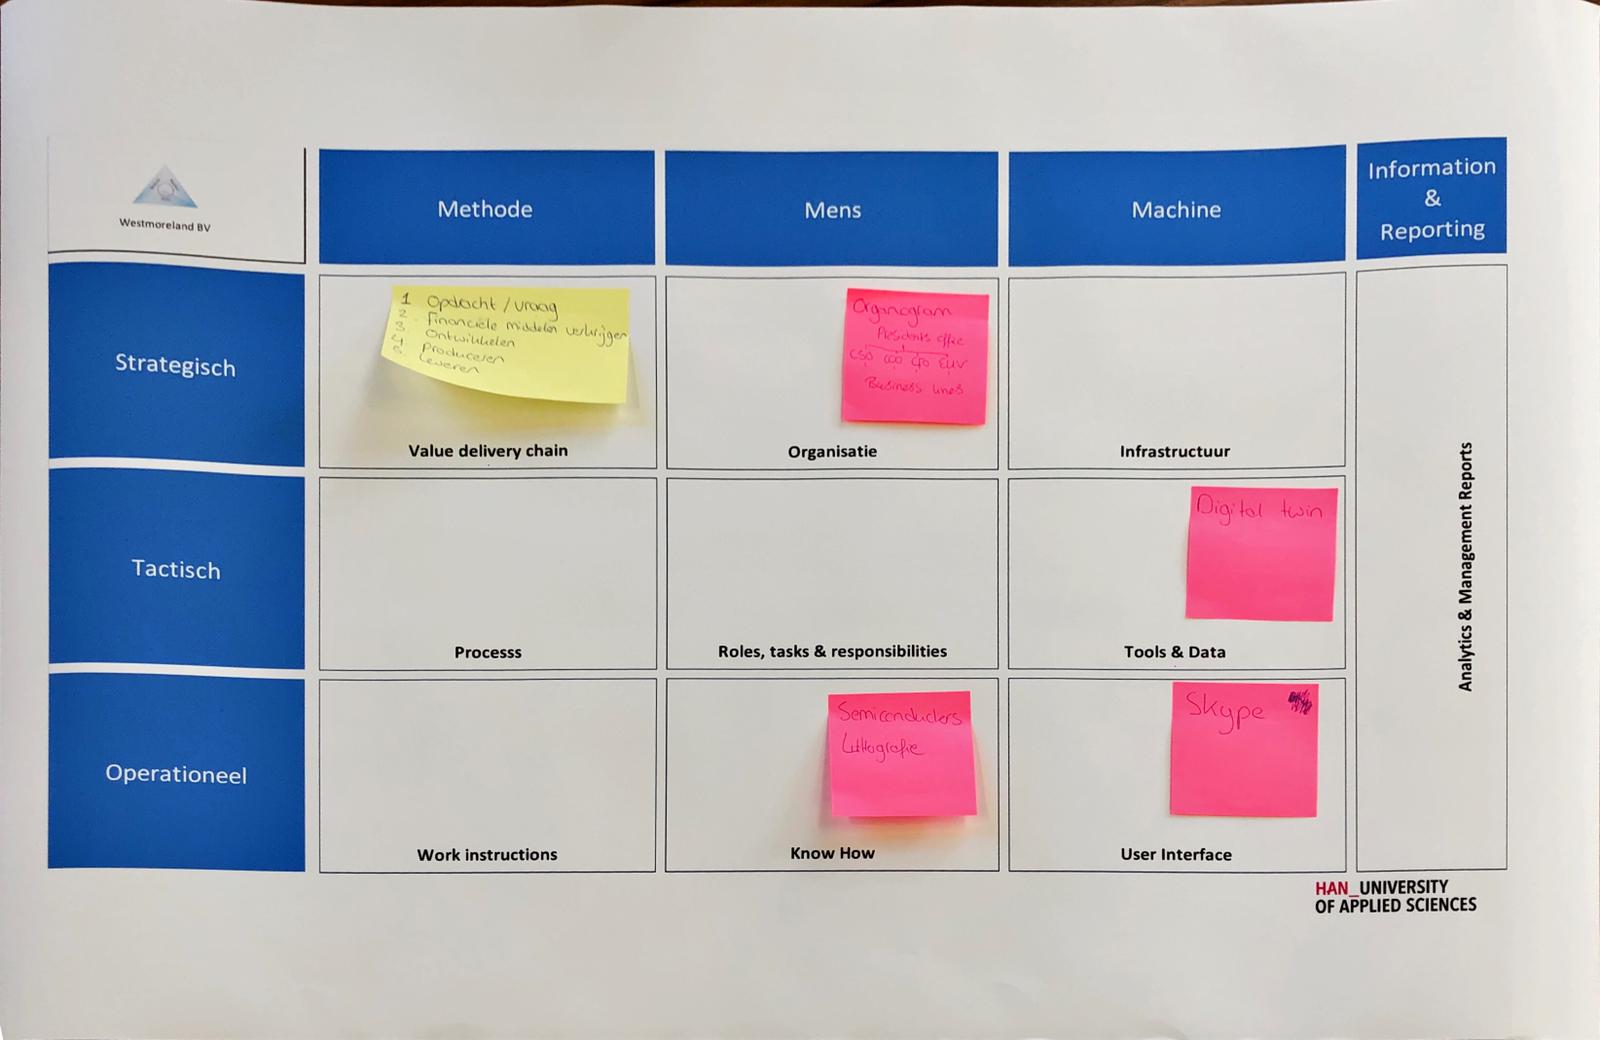 Westmoreland BV
Methode
Mens
Machine
Information
&
Reporting
Strategisch
1 Opdracht / vraag
2 Financiële middelen verkrijgen
3 Ontwikkelen
4 Produceren
5 Leveren
Value delivery chain
Organogram
Presidents office
CSO COO CFO EUV
Business lines
Organisatie
Infrastructuur
Tactisch
Processs
Roles, tasks & responsibilities
Digital twin
Tools & Data
Operationeel
Work instructions
Semiconducters
Lithografie
Know How
Skype
User Interface
Analytics & Management Reports
HAN_UNIVERSITY
OF APPLIED SCIENCES